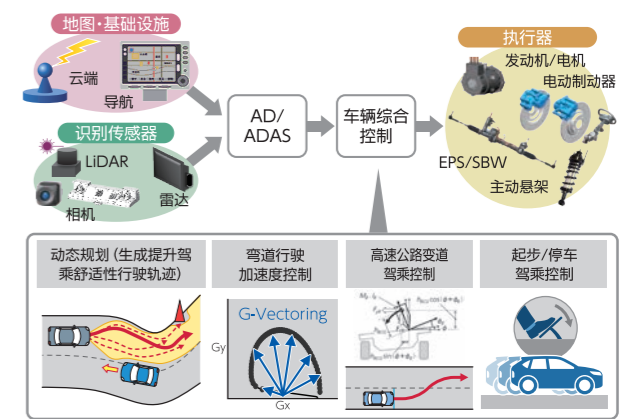 地图·基础设施
云端
导航
识别传感器
LiDAR
相机
雷达
AD/
ADAS
车辆综合
控制
执行器
发动机/电机
电动制动器
EPS/SBW
主动悬架
动态规划(生成提升驾
乘舒适性行驶轨迹)
弯道行驶
加速度控制
高速公路变道
驾乘控制
起步/停车
驾乘控制
G-Vectoring
Gy
Gx